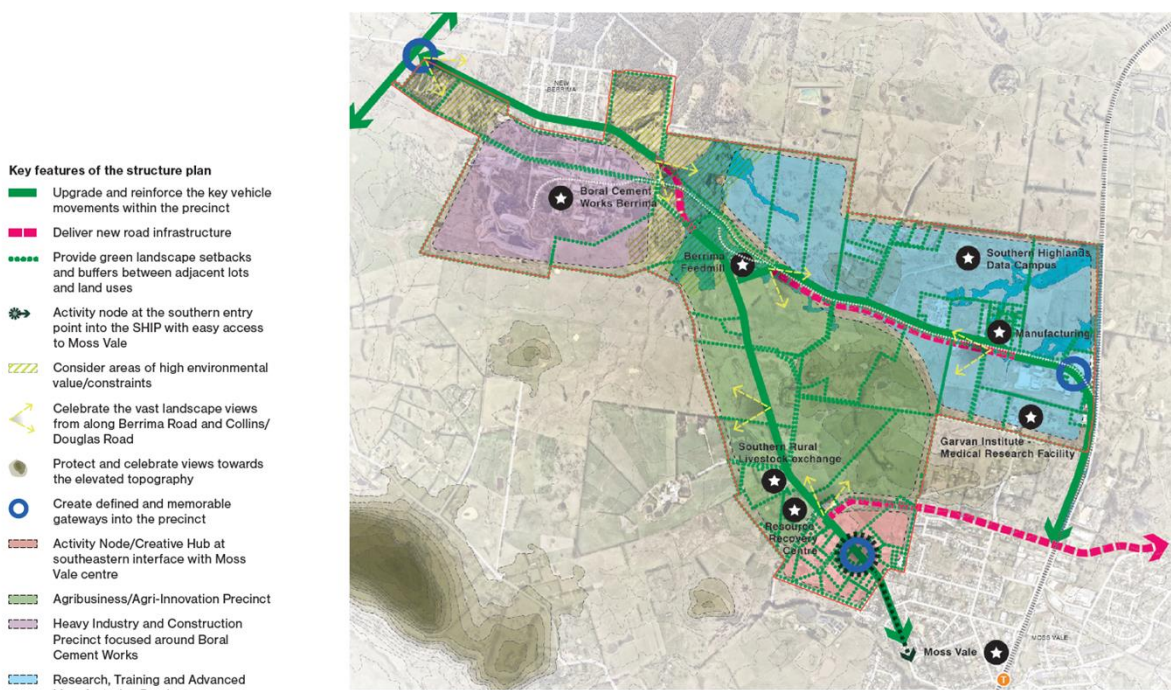 Key features of the structure plan
Upgrade and reinforce the key vehicle
movements within the precinct
Deliver new road infrastructure
Provide green landscape setbacks
and buffers between adjacent lots
and land uses
Activity node at the southern entry
point into the SHIP with easy access
to Moss Vale
Consider areas of high environmental
value/constraints
Celebrate the vast landscape views
from along Berrima Road and Collins/
Douglas Road
Protect and celebrate views towards
the elevated topography
Create defined and memorable
gateways into the precinct
Activity Node/Creative Hub at
southeastern interface with Moss
Vale centre
Agribusiness/Agri-Innovation Precinct
Heavy Industry and Construction
Precinct focused around Boral
Cement Works
Research, Training and Advanced
NEW
BERRIMA
Boral Cement
Works Berrima
Berrima
Feedmill
Southern Highlands
Data Campus
Manufacturing
Garvan Institute -
Medical Research Facility
Southern Rural
Livestock exchange
Resource
Recovery
Centre
MOSS VALE
Moss Vale
T